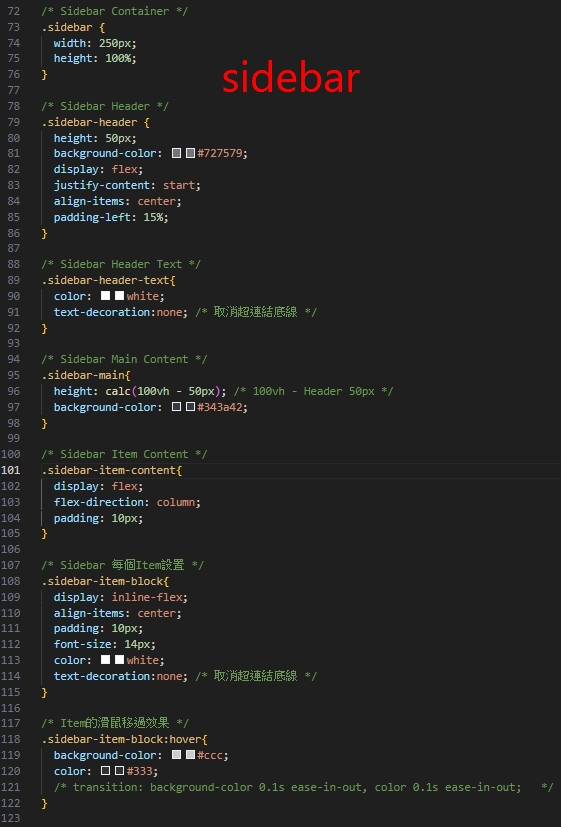 72 /* Sidebar Container */
73 .sidebar {
74 width: 250px;
75 height: 100%;
76 }
sidebar
77
78 /* Sidebar Header */
79 .sidebar-header {
80 height: 50px;
81 background-color: #727579;
82 display: flex;
83 justify-content: start;
84 align-items: center;
85 padding-left: 15%;
86 }
87
88 /* Sidebar Header Text */
89 .sidebar-header-text{
90 color: white;
91 text-decoration:none; /* 取消超連結底線 */
92 }
93
94 /* Sidebar Main Content */
95 .sidebar-main{
96 height: calc(100vh - 50px); /* 100vh - Header 50px */
97 background-color: #343a42;
98 }
99
100 /* Sidebar Item Content */
101 .sidebar-item-content{
102 display: flex;
103 flex-direction: column;
104 padding: 10px;
105 }
106
107 /* Sidebar 每個Item設置 */
108 .sidebar-item-block{
109 display: inline-flex;
110 align-items: center;
111 padding: 10px;
112 font-size: 14px;
113 color: white;
114 text-decoration:none; /* 取消超連結底線 */
115 }
116
117 /* Item的滑鼠移過效果 */
118 .sidebar-item-block:hover{
119 background-color: #ccc;
120 color: #333;
121 /* transition: background-color 0.1s ease-in-out, color 0.1s ease-in-out; */
122 }
123